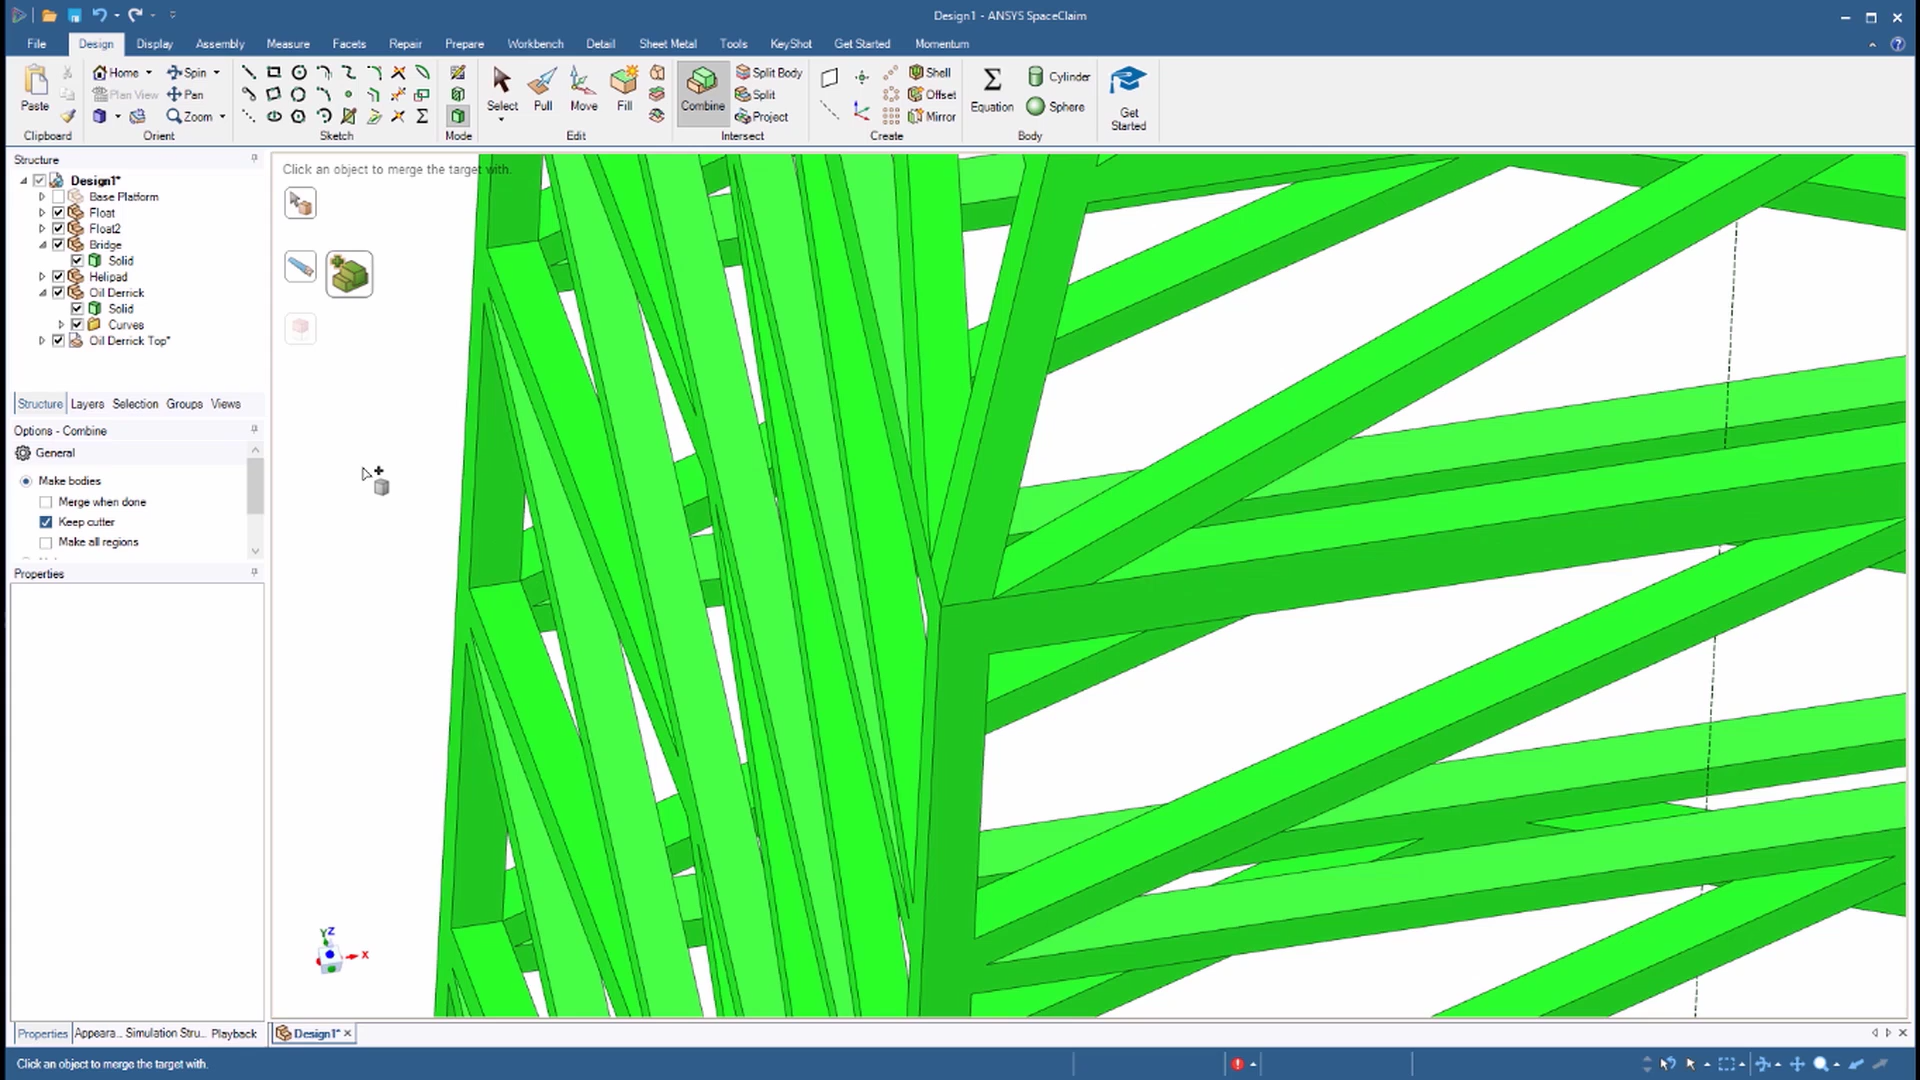 Design1 - ANSYS SpaceClaim
File Design Display Assembly Measure Facets Repair Prepare Workbench Detail Sheet Metal Tools KeyShot Get Started Momentum
Paste
Clipboard
Home Spin
Plan View Pan
Zoom
Orient
Sketch
Mode
Select Pull Move Fill
Edit
Combine
Split Body
Split
Project
Intersect
Shell
Offset
Mirror
Create
Equation
Cylinder
Sphere
Body
Get
Started
Structure
Design1*
Base Platform
Float
Float2
Bridge
Solid
Helipad
Oil Derrick
Solid
Curves
Oil Derrick Top*
Structure Layers Selection Groups Views
Options - Combine
General
Make bodies
Merge when done
Keep cutter
Make all regions
Properties
Click an object to merge the target with.
Y Z
X
Properties Appeara... Simulation Stru... Playback
Design1*
Click an object to merge the target with.